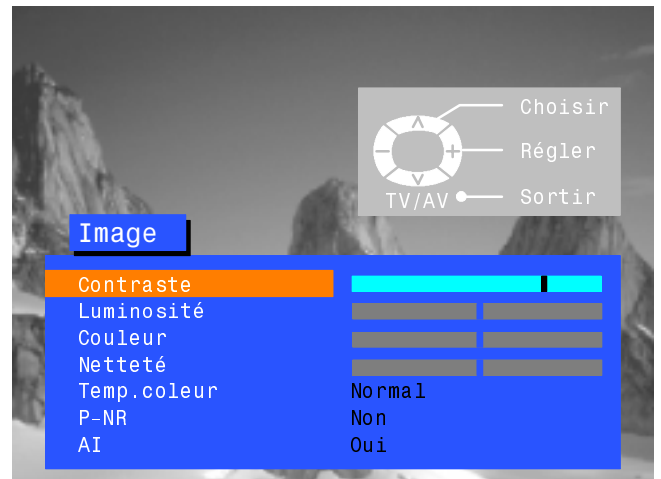 Choisir
Régler
TV/AV Sortir
Image
Contraste
Luminosité
Couleur
Netteté
Temp.coleur Normal
P-NR Non
AI Oui